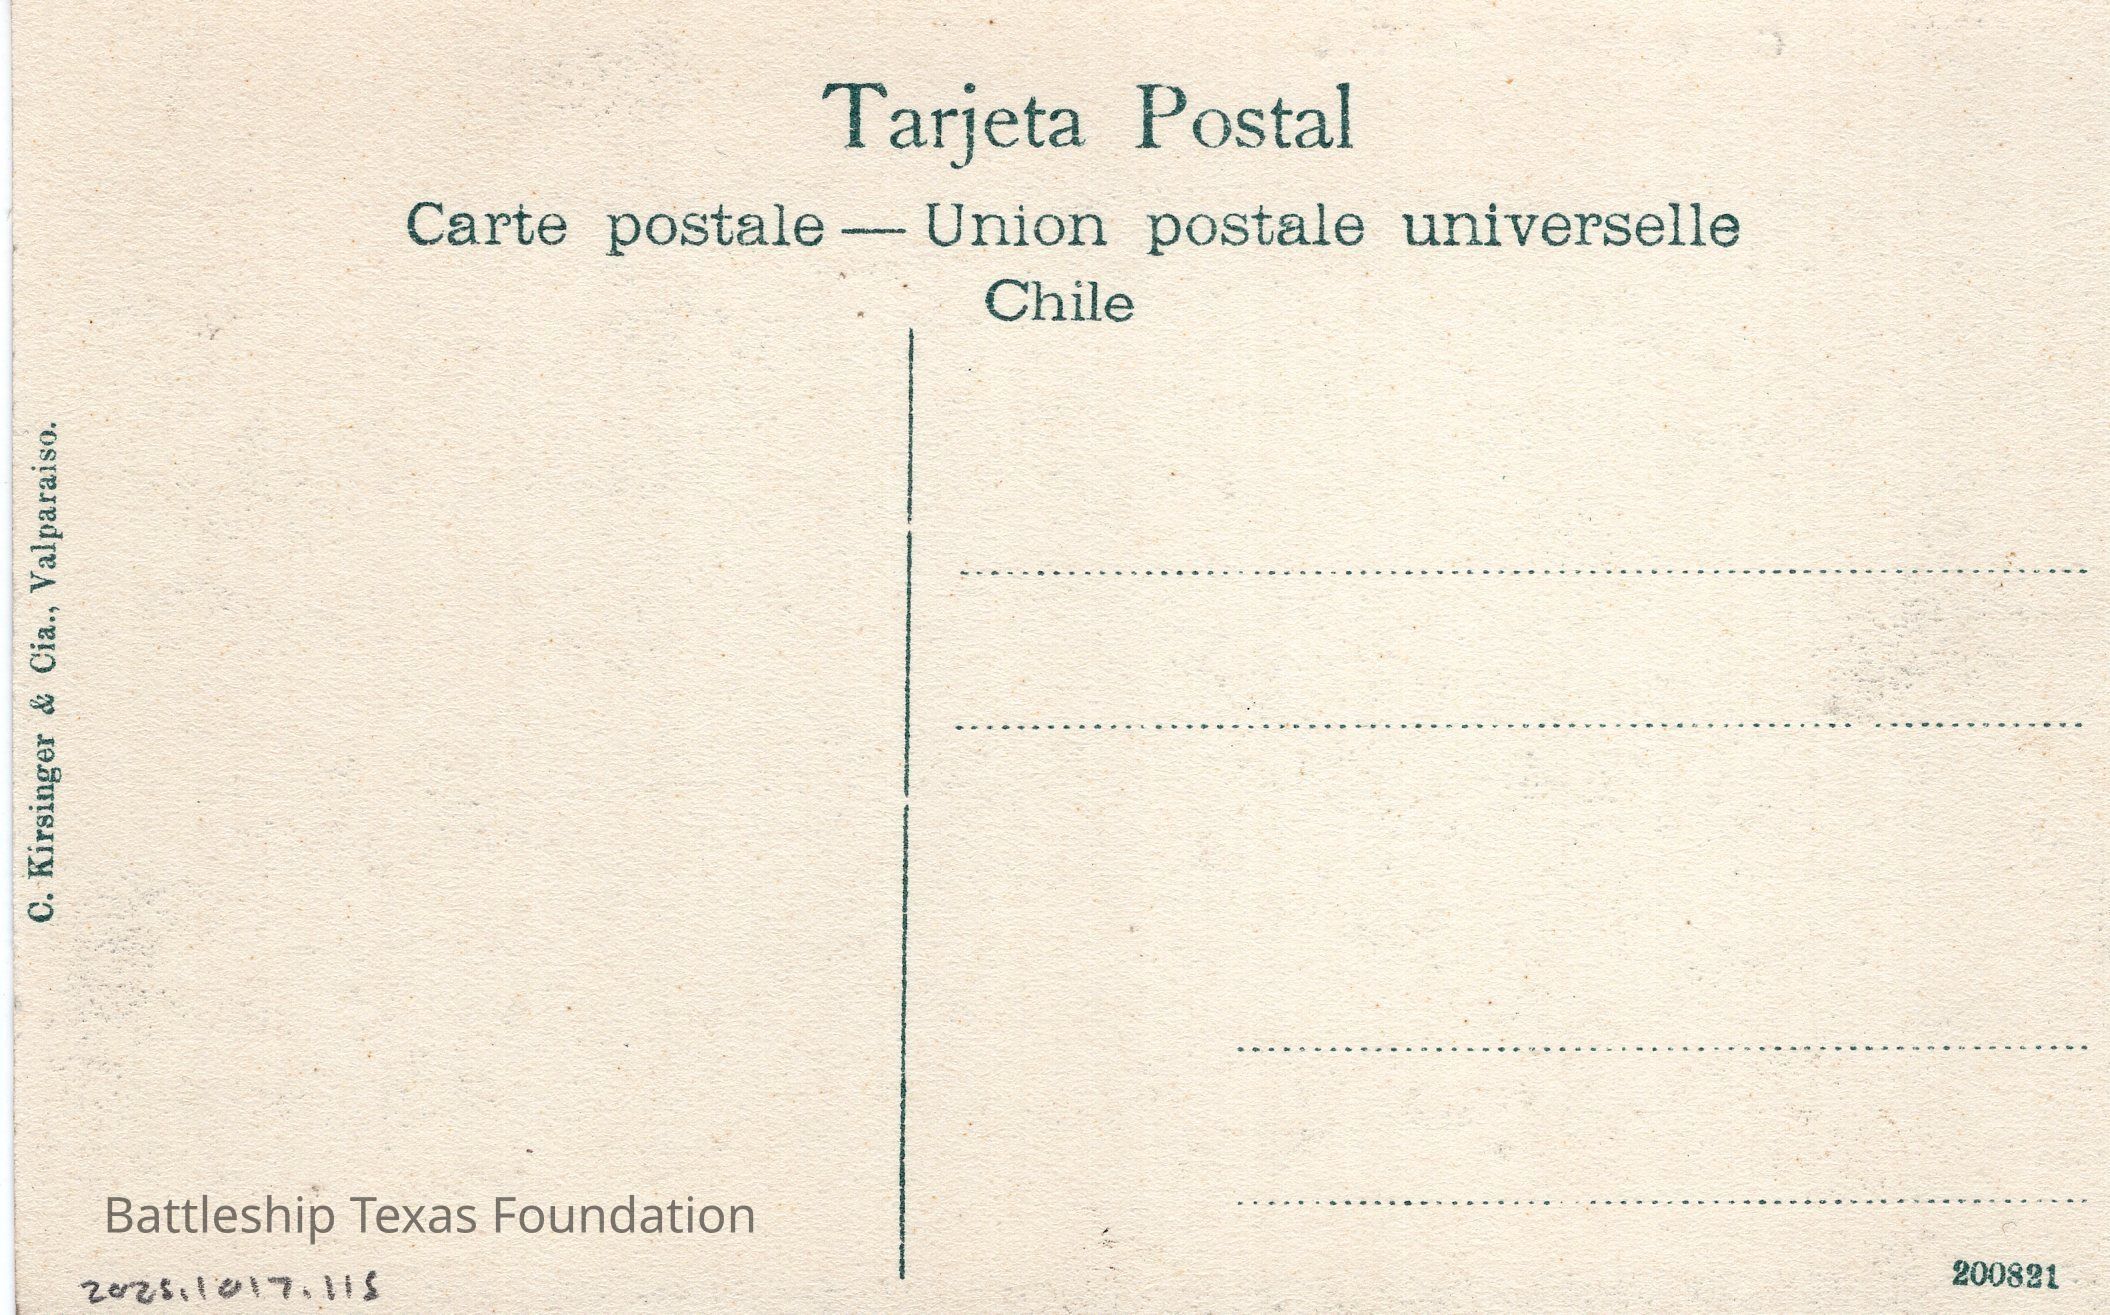 Tarjeta Postal
Carte postale — Union postale universelle
Chile
C. Kirsinger & Cia., Valparaiso.
Battleship Texas Foundation
2025.1017.115
200821